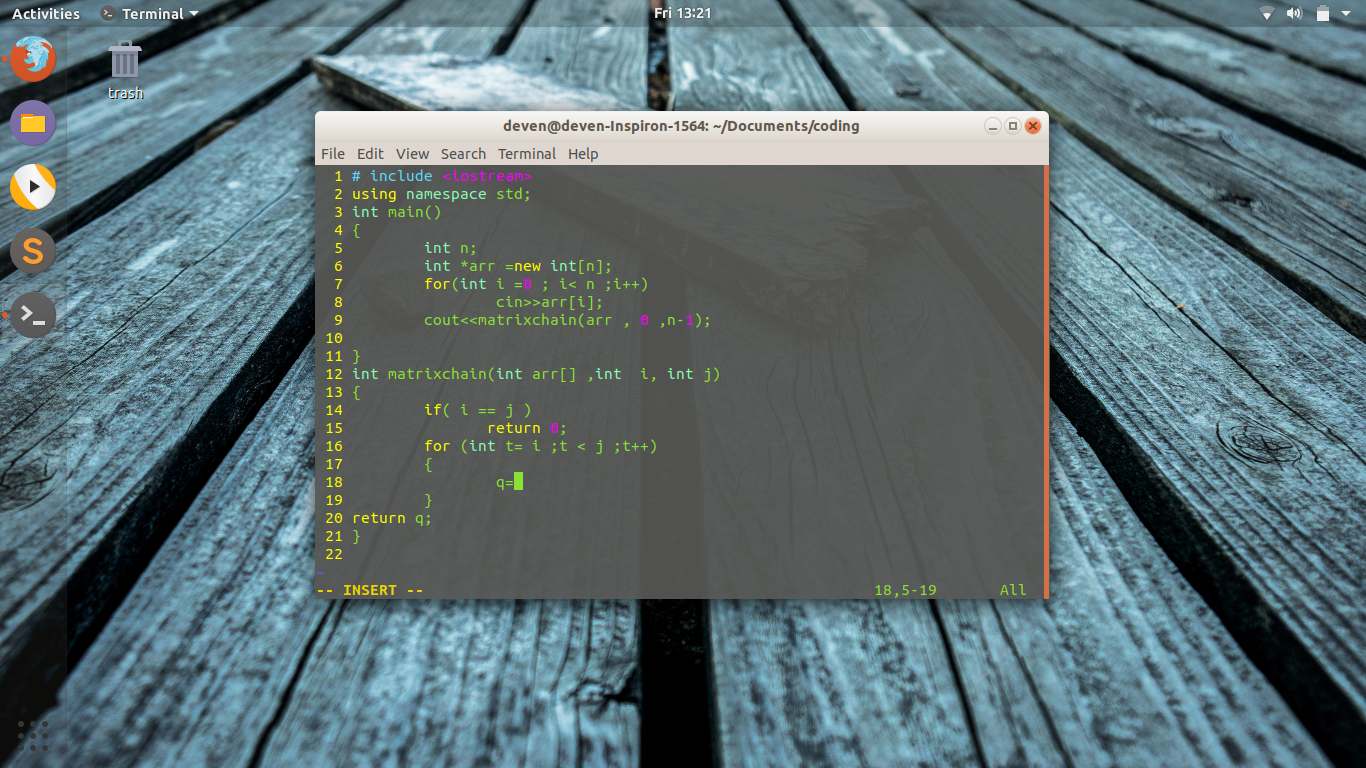 Activities Terminal Fri 13:21
trash
deven@deven-Inspiron-1564: ~/Documents/coding
File Edit View Search Terminal Help
1 # include <iostream>
2 using namespace std;
3 int main()
4 {
5 int n;
6 int *arr =new int[n];
7 for(int i =0 ; i< n ;i++)
8 cin>>arr[i];
9 cout<<matrixchain(arr , 0 ,n-1);
10
11 }
12 int matrixchain(int arr[] ,int  i, int j)
13 {
14 if( i == j )
15 return 0;
16 for (int t= i ;t < j ;t++)
17 {
18 q=
19 }
20 return q;
21 }
22
~
-- INSERT -- 18,5-19 All